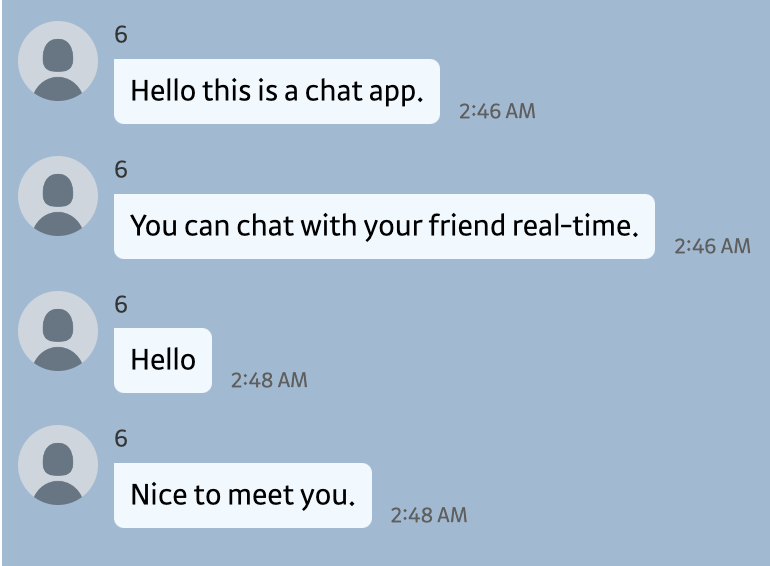 6
Hello this is a chat app.
2:46 AM
6
You can chat with your friend real-time.
2:46 AM
6
Hello
2:48 AM
6
Nice to meet you.
2:48 AM